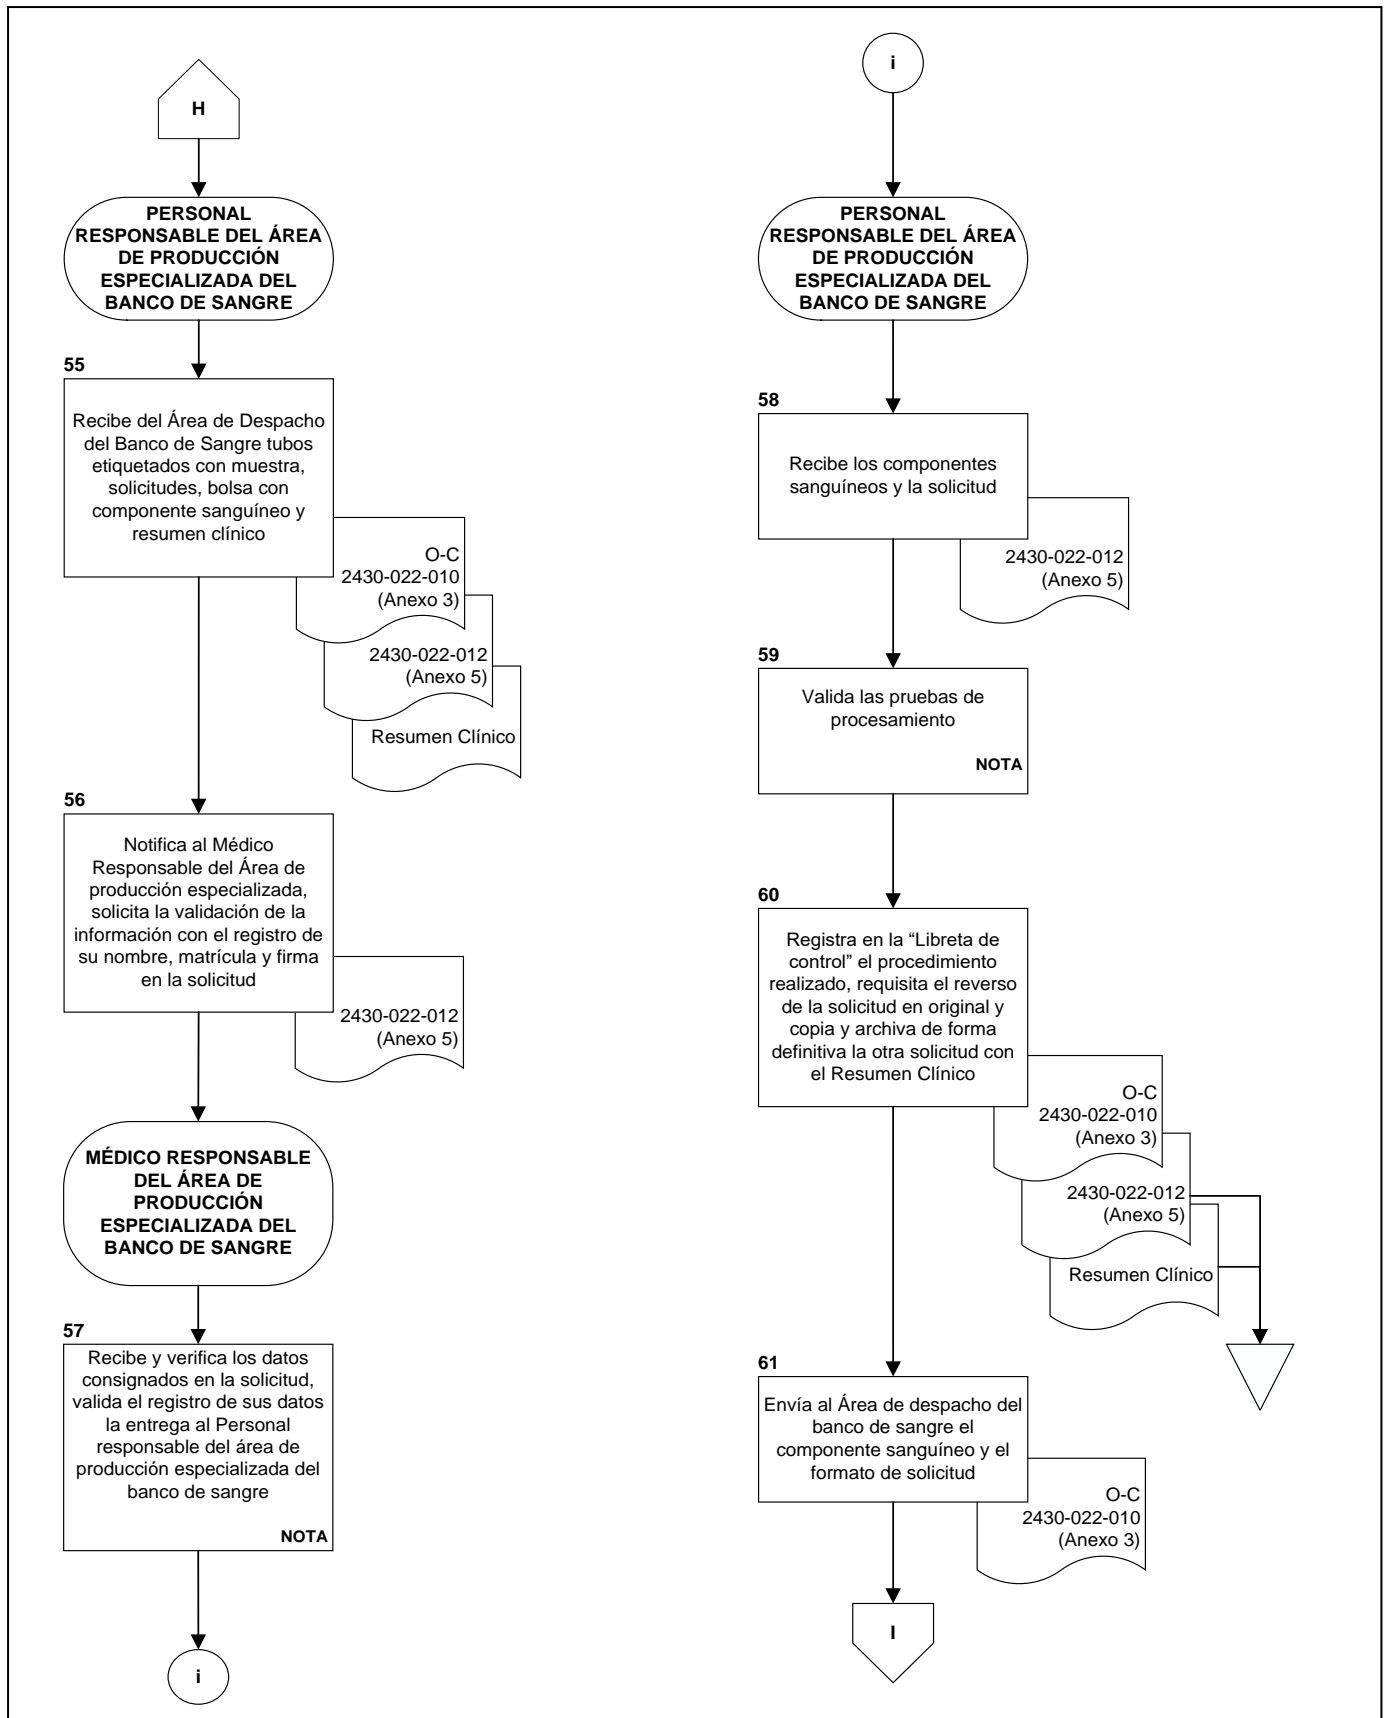 H
PERSONAL
RESPONSABLE DEL ÁREA
DE PRODUCCIÓN
ESPECIALIZADA DEL
BANCO DE SANGRE
55
Recibe del Área de Despacho
del Banco de Sangre tubos
etiquetados con muestra,
solicitudes, bolsa con
componente sanguíneo y
resumen clínico
O-C
2430-022-010
(Anexo 3)
2430-022-012
(Anexo 5)
Resumen Clínico
56
Notifica al Médico
Responsable del Área de
producción especializada,
solicita la validación de la
información con el registro de
su nombre, matrícula y firma
en la solicitud
2430-022-012
(Anexo 5)
MÉDICO RESPONSABLE
DEL ÁREA DE
PRODUCCIÓN
ESPECIALIZADA DEL
BANCO DE SANGRE
57
Recibe y verifica los datos
consignados en la solicitud,
valida el registro de sus datos
la entrega al Personal
responsable del área de
producción especializada del
banco de sangre
NOTA
i
i
PERSONAL
RESPONSABLE DEL ÁREA
DE PRODUCCIÓN
ESPECIALIZADA DEL
BANCO DE SANGRE
58
Recibe los componentes
sanguíneos y la solicitud
2430-022-012
(Anexo 5)
59
Valida las pruebas de
procesamiento
NOTA
60
Registra en la “Libreta de
control” el procedimiento
realizado, requisita el reverso
de la solicitud en original y
copia y archiva de forma
definitiva la otra solicitud con
el Resumen Clínico
O-C
2430-022-010
(Anexo 3)
2430-022-012
(Anexo 5)
Resumen Clínico
61
Envía al Área de despacho del
banco de sangre el
componente sanguíneo y el
formato de solicitud
O-C
2430-022-010
(Anexo 3)
I